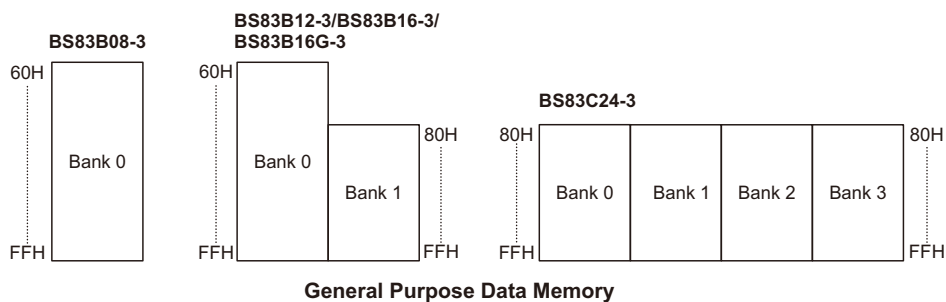 BS83B08-3
60H
Bank 0
FFH
BS83B12-3/BS83B16-3/
BS83B16G-3
60H
Bank 0
FFH
80H
Bank 1
FFH
BS83C24-3
80H
Bank 0
Bank 1
Bank 2
Bank 3
80H
FFH
FFH
General Purpose Data Memory